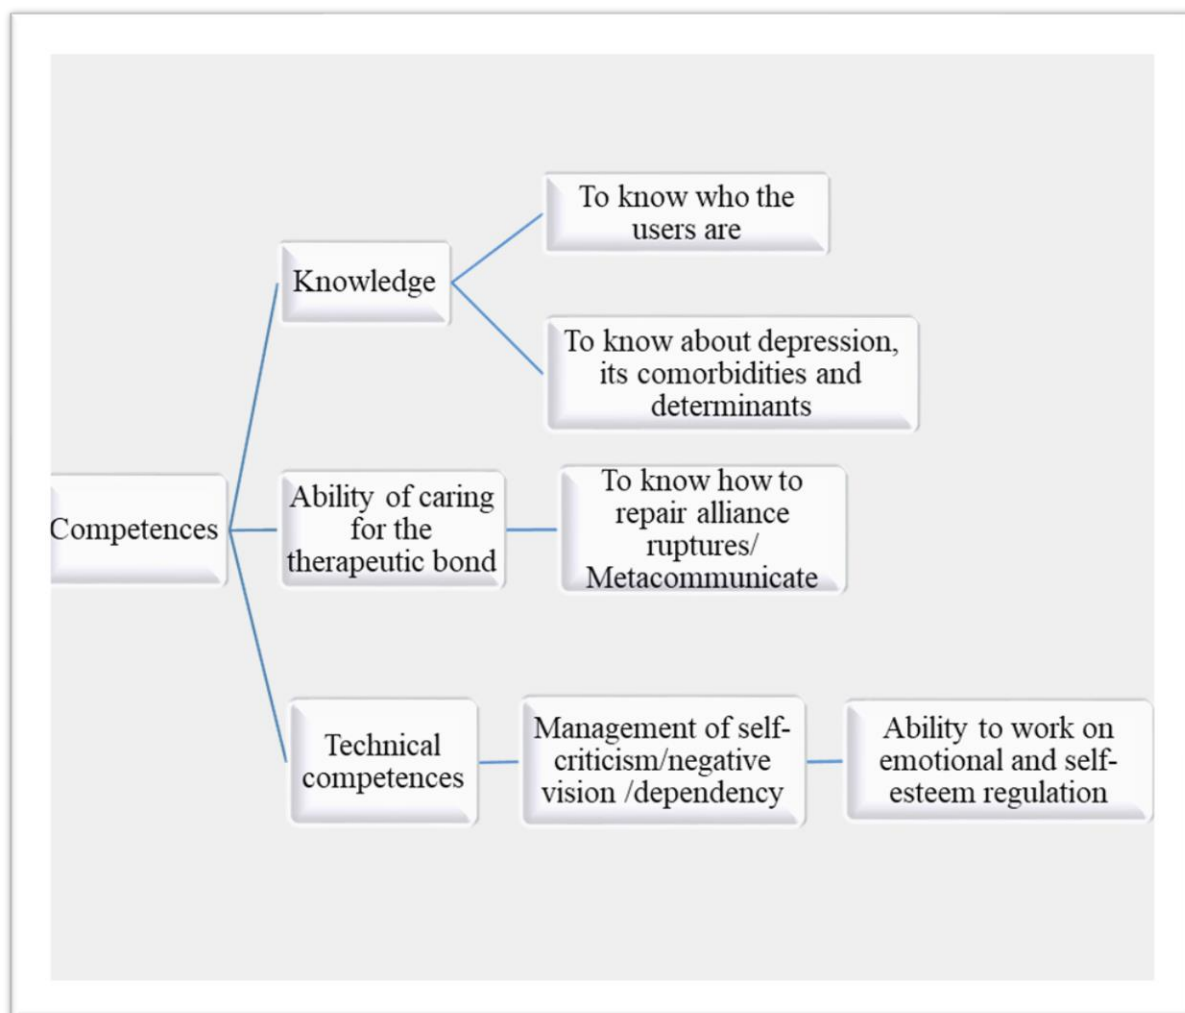 To know who the
users are
Knowledge
To know about depression,
its comorbidities and
determinants
Competences
Ability of caring
for the
therapeutic bond
To know how to
repair alliance
ruptures/
Metacommunicate
Technical
competences
Management of self-
criticism/negative
vision /dependency
Ability to work on
emotional and self-
esteem regulation